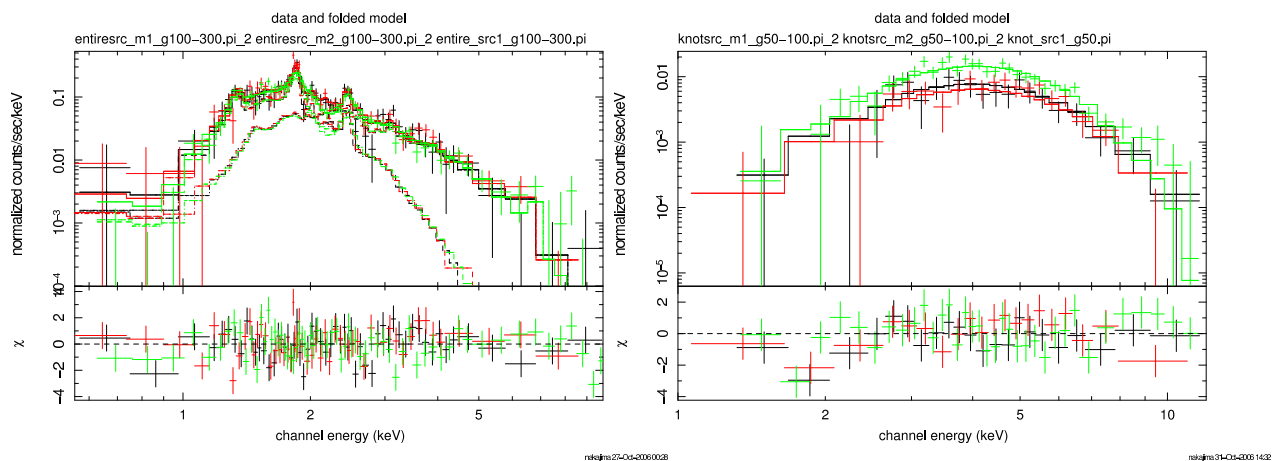 data and folded model
entiresrc_m1_g100−300.pi_2 entiresrc_m2_g100−300.pi_2 entire_src1_g100−300.pi
normalized counts/sec/keV
0.1
0.01
10−3
χ
2
0
−2
−4
1
2
5
channel energy (keV)
nakajima 27−Oct−2006 00:28
data and folded model
knotsrc_m1_g50−100.pi_2 knotsrc_m2_g50−100.pi_2 knot_src1_g50.pi
normalized counts/sec/keV
0.01
10−3
10−4
10−5
χ
2
0
−2
−4
1
2
5
10
channel energy (keV)
nakajima 31−Oct−2006 14:32